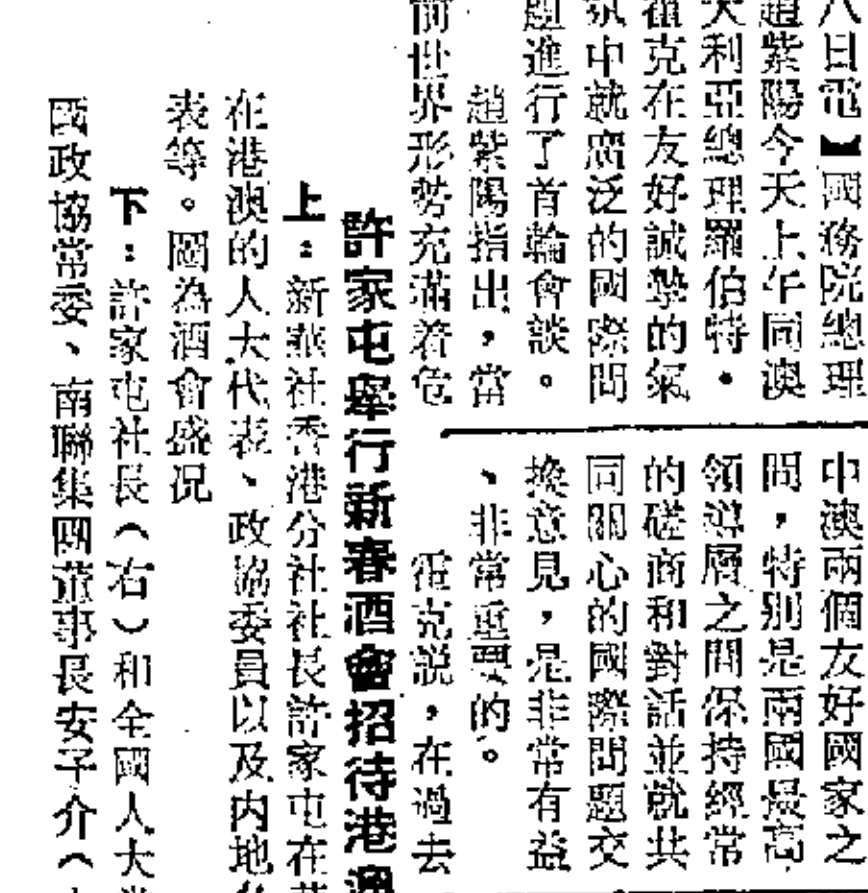 八日電】國務院總理
趙紫陽今天上午同澳
大利亞總理羅伯特·
霍克在友好誠摯的氣
氛中就廣泛的國際問
題進行了首輪會談。
趙紫陽指出，當
前世界形勢充滿着危
中澳兩個友好國家之
間，特別是兩國最高
領導層之間保持經常
的磋商和對話並就共
同關心的國際問題交
換意見，是非常有益
、非常重要的。
霍克説，在過去
許家屯舉行新春酒會招待港澳
上：新華社香港分社社長許家屯在
在港澳的人大代表、政協委員以及内地
表等。圖為酒會盛况
下：許家屯社長（右）和全國人大常
國政協常委、南聯集團董事長安子介（